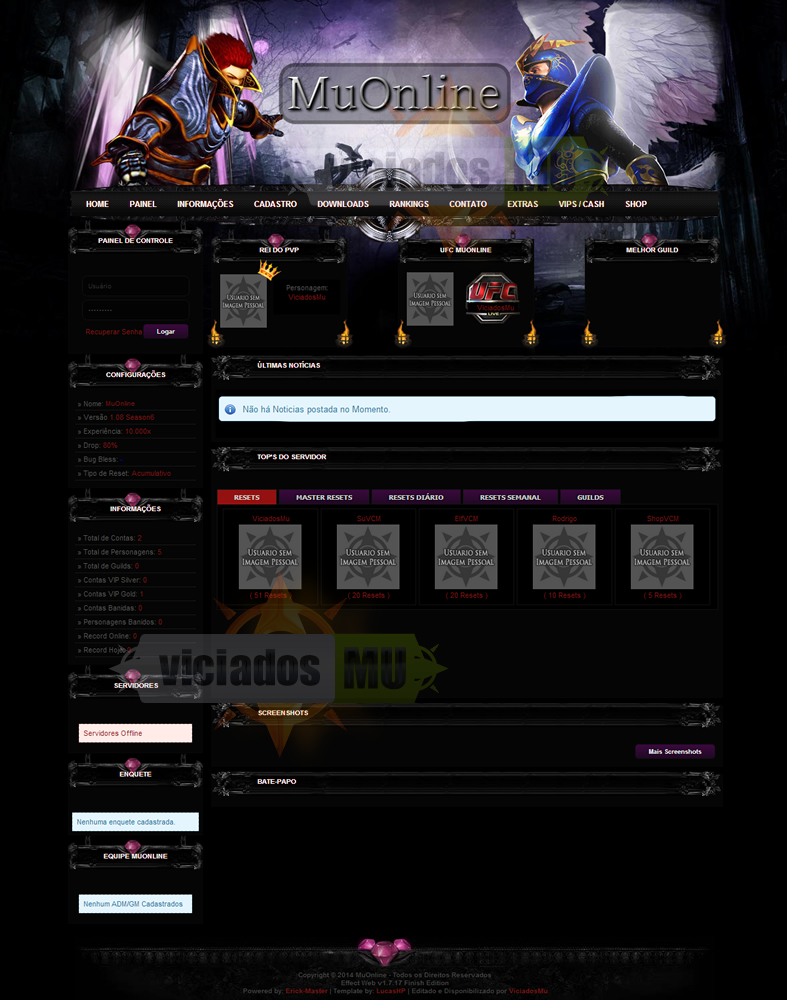 MuOnline
viciados MU
HOME PAINEL INFORMAÇÕES CADASTRO DOWNLOADS RANKINGS CONTATO EXTRAS VIPS / CASH SHOP
PAINEL DE CONTROLE
Usuário
---------
Recuperar Senha Logar
CONFIGURAÇÕES
» Nome: MuOnline
» Versão 1.05 Season6
» Experiência: 10.000x
» Drop: 80%
» Bug Bless: -
» Tipo de Reset: Acumulativo
INFORMAÇÕES
» Total de Contas: 2
» Total de Personagens: 5
» Total de Guilds: 0
» Contas VIP Silver: 0
» Contas VIP Gold: 1
» Contas Banidas: 0
» Personagens Banidos: 0
» Record Online: 0
» Record Hoje:
SERVIDORES
Servidores Offline
ENQUETE
Nenhuma enquete cadastrada.
EQUIPE MUONLINE
Nenhum ADM/GM Cadastrados
REI DO PVP
USUARIO SEM
IMAGEM PESSOAL
Personagem:
ViciadosMu
UFC MUONLINE
USUARIO SEM
IMAGEM PESSOAL
UFC
ViciadosMu
LIVE
MELHOR GUILD
ÚLTIMAS NOTÍCIAS
Não há Noticias postada no Momento.
TOP'S DO SERVIDOR
RESETS MASTER RESETS RESETS DIÁRIO RESETS SEMANAL GUILDS
ViciadosMu SuVCM ElfVCM Rodrigo ShopVCM
USUARIO SEM USUARIO SEM USUARIO SEM USUARIO SEM USUARIO SEM
IMAGEM PESSOAL IMAGEM PESSOAL IMAGEM PESSOAL IMAGEM PESSOAL IMAGEM PESSOAL
( 51 Resets ( 20 Resets ) ( 20 Resets ) ( 10 Resets ) ( 5 Resets )
viciados MU
SCREENSHOTS
Mais Screenshots
BATE-PAPO
Copyright © 2014 MuOnline - Todos os Direitos Reservados
Effect Web v1.7.17 Finish Edition
Powered by: Erick-Master | Template by: LucasHP | Editado e Disponibilizado por ViciadosMu